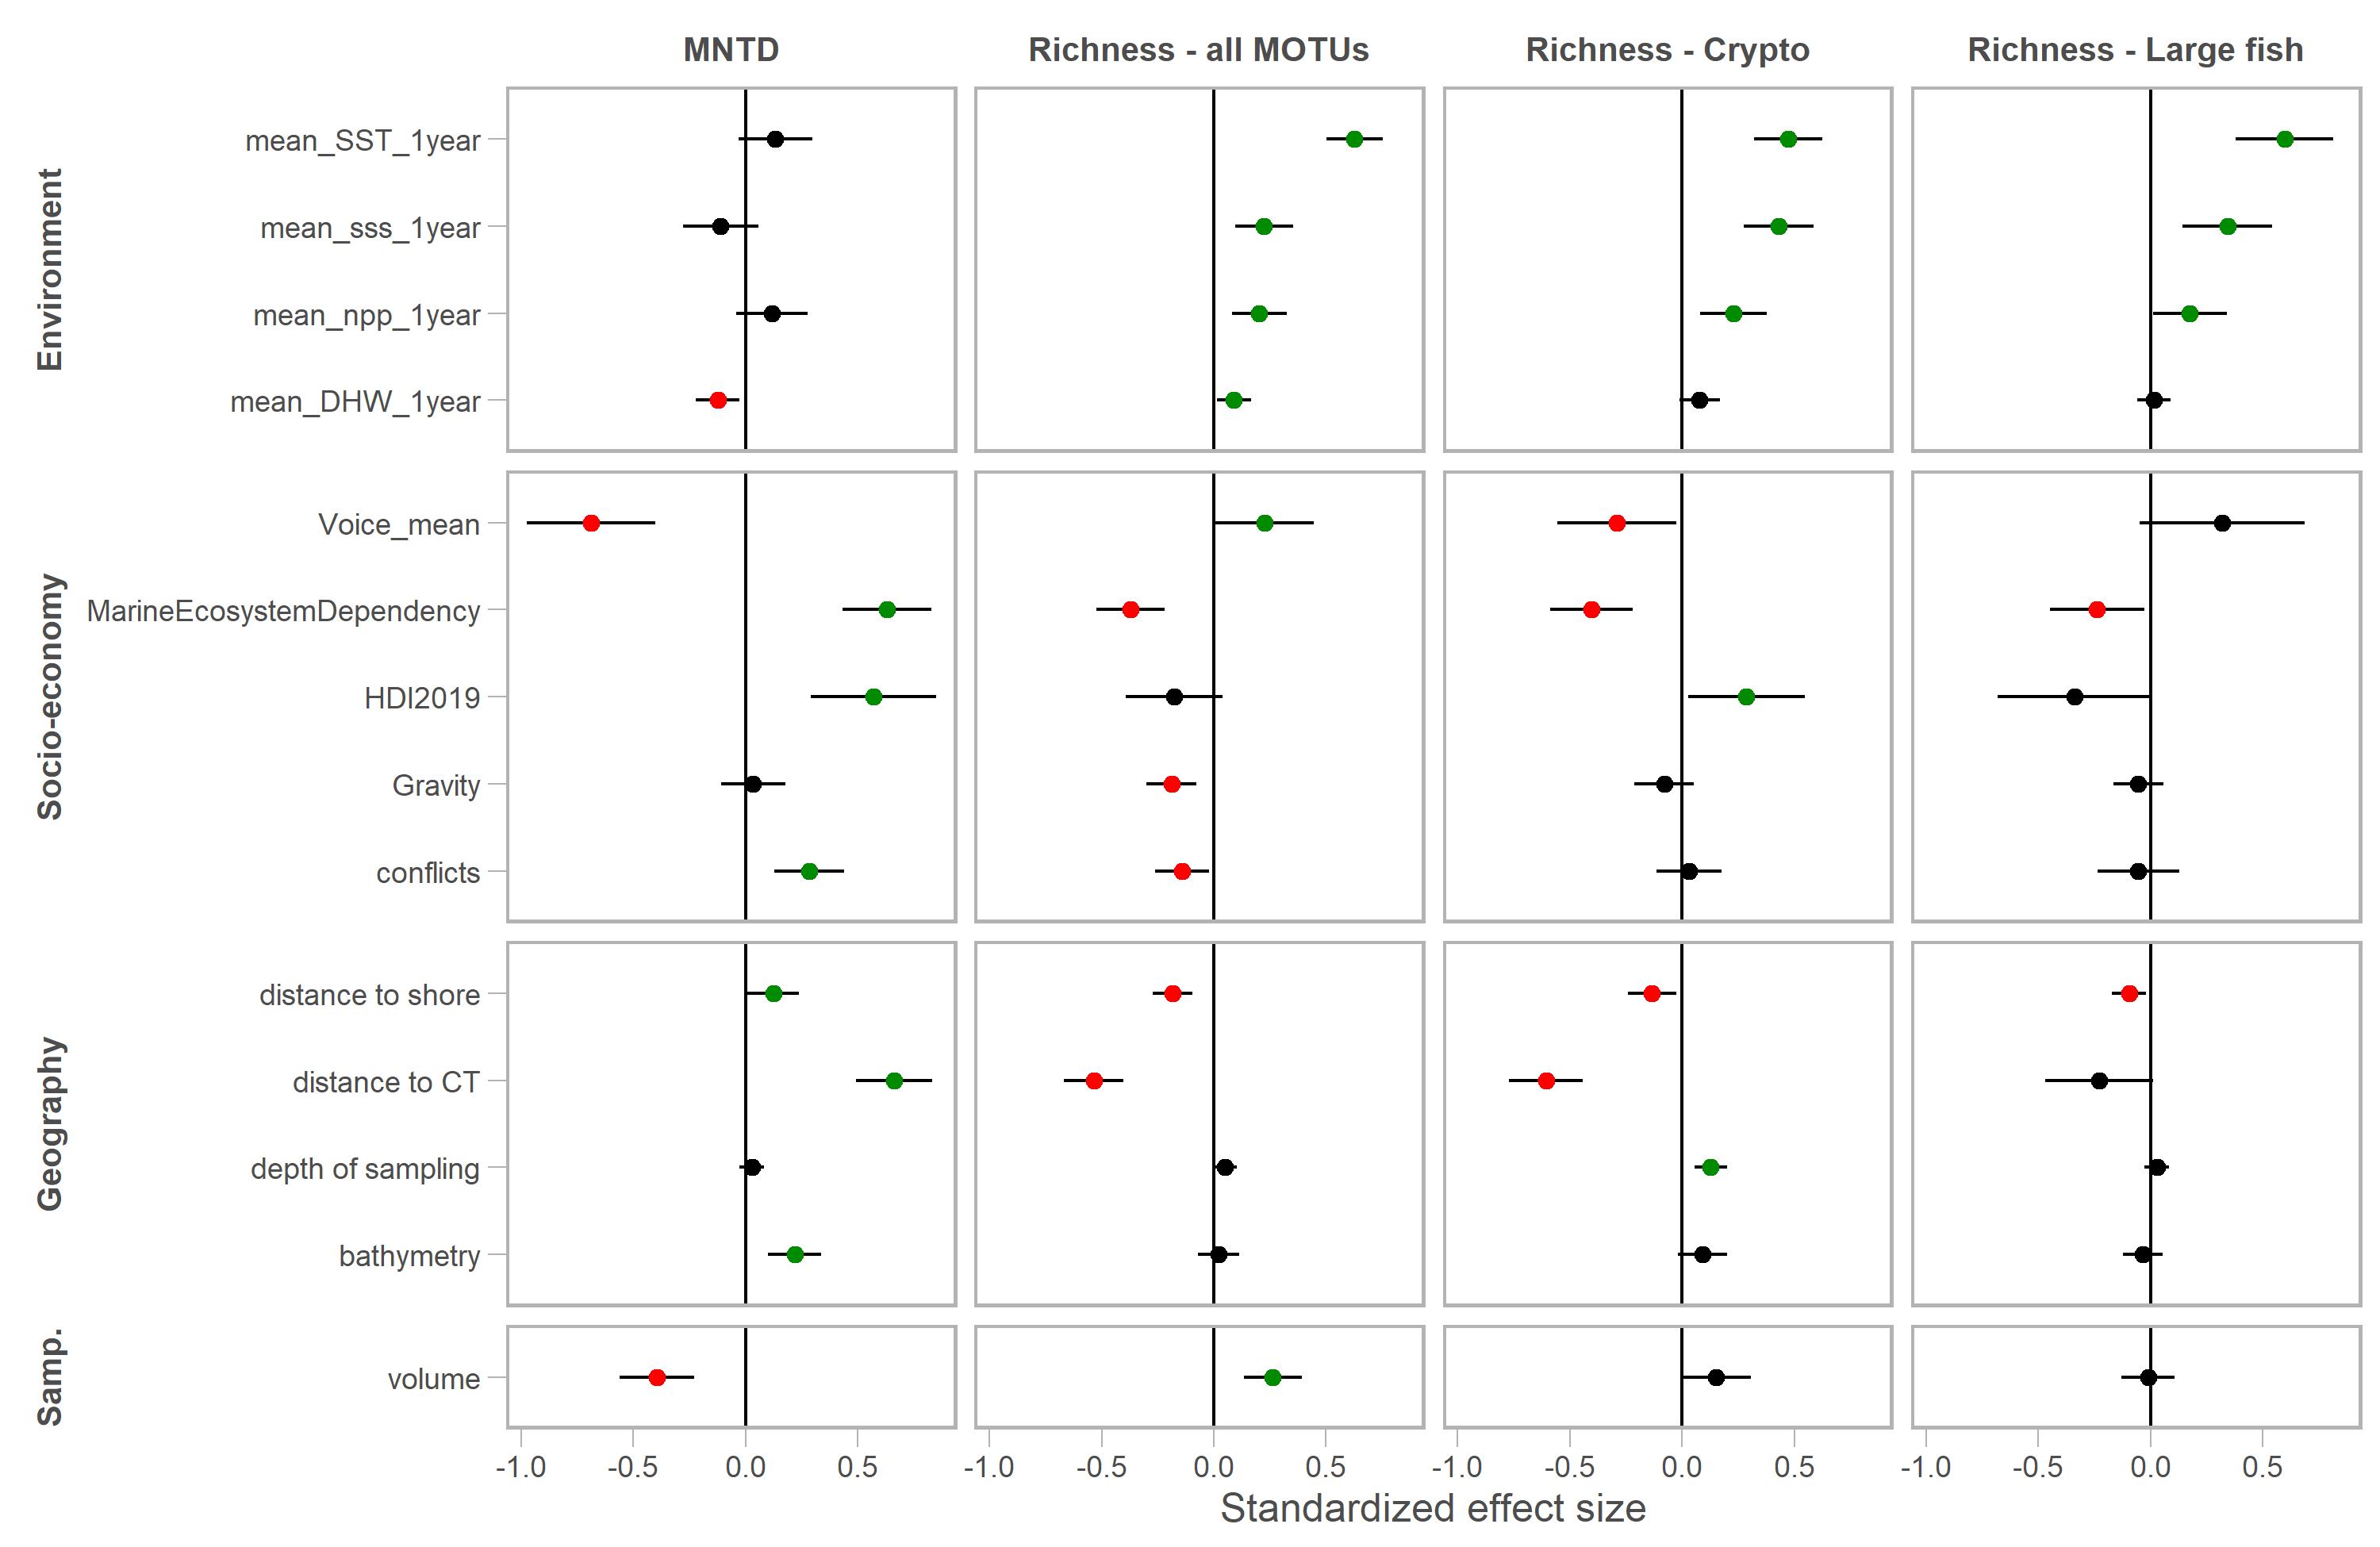 MNTD Richness - all MOTUs Richness - Crypto Richness - Large fish
Environment
mean_SST_1year
mean_sss_1year
mean_npp_1year
mean_DHW_1year
Socio-economy
Voice_mean
MarineEcosystemDependency
HDI2019
Gravity
conflicts
Geography
distance to shore
distance to CT
depth of sampling
bathymetry
Samp.
volume
-1.0 -0.5 0.0 0.5 -1.0 -0.5 0.0 0.5 -1.0 -0.5 0.0 0.5 -1.0 -0.5 0.0 0.5
Standardized effect size